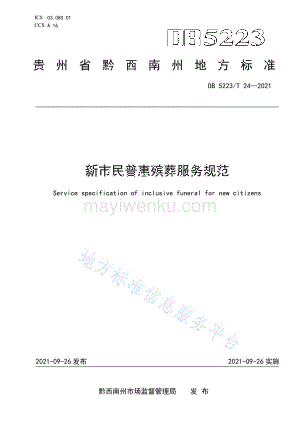 ICS 03.080.01
CCS A 16
DB5223
贵州省黔西南州地方标准
DB 5223/T 24—2021
新市民普惠殡葬服务规范
Service specification of inclusive funeral for new citizens
mayiwenku.com
地方标准信息服务平台
2021-09-26 发布
2021-09-26 实施
黔西南州市场监督管理局 发布